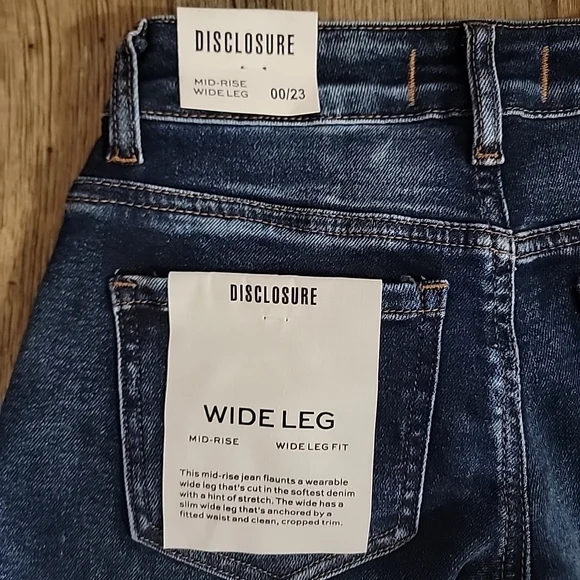 DISCLOSURE
MID-RISE
WIDE LEG 00/23
DISCLOSURE
WIDE LEG
MID-RISE WIDE LEG FIT
This mid-rise jean flaunts a wearable
wide leg that's cut in the softest denim
with a hint of stretch. The wide has a
slim wide leg that's anchored by a
fitted waist and clean, cropped trim.